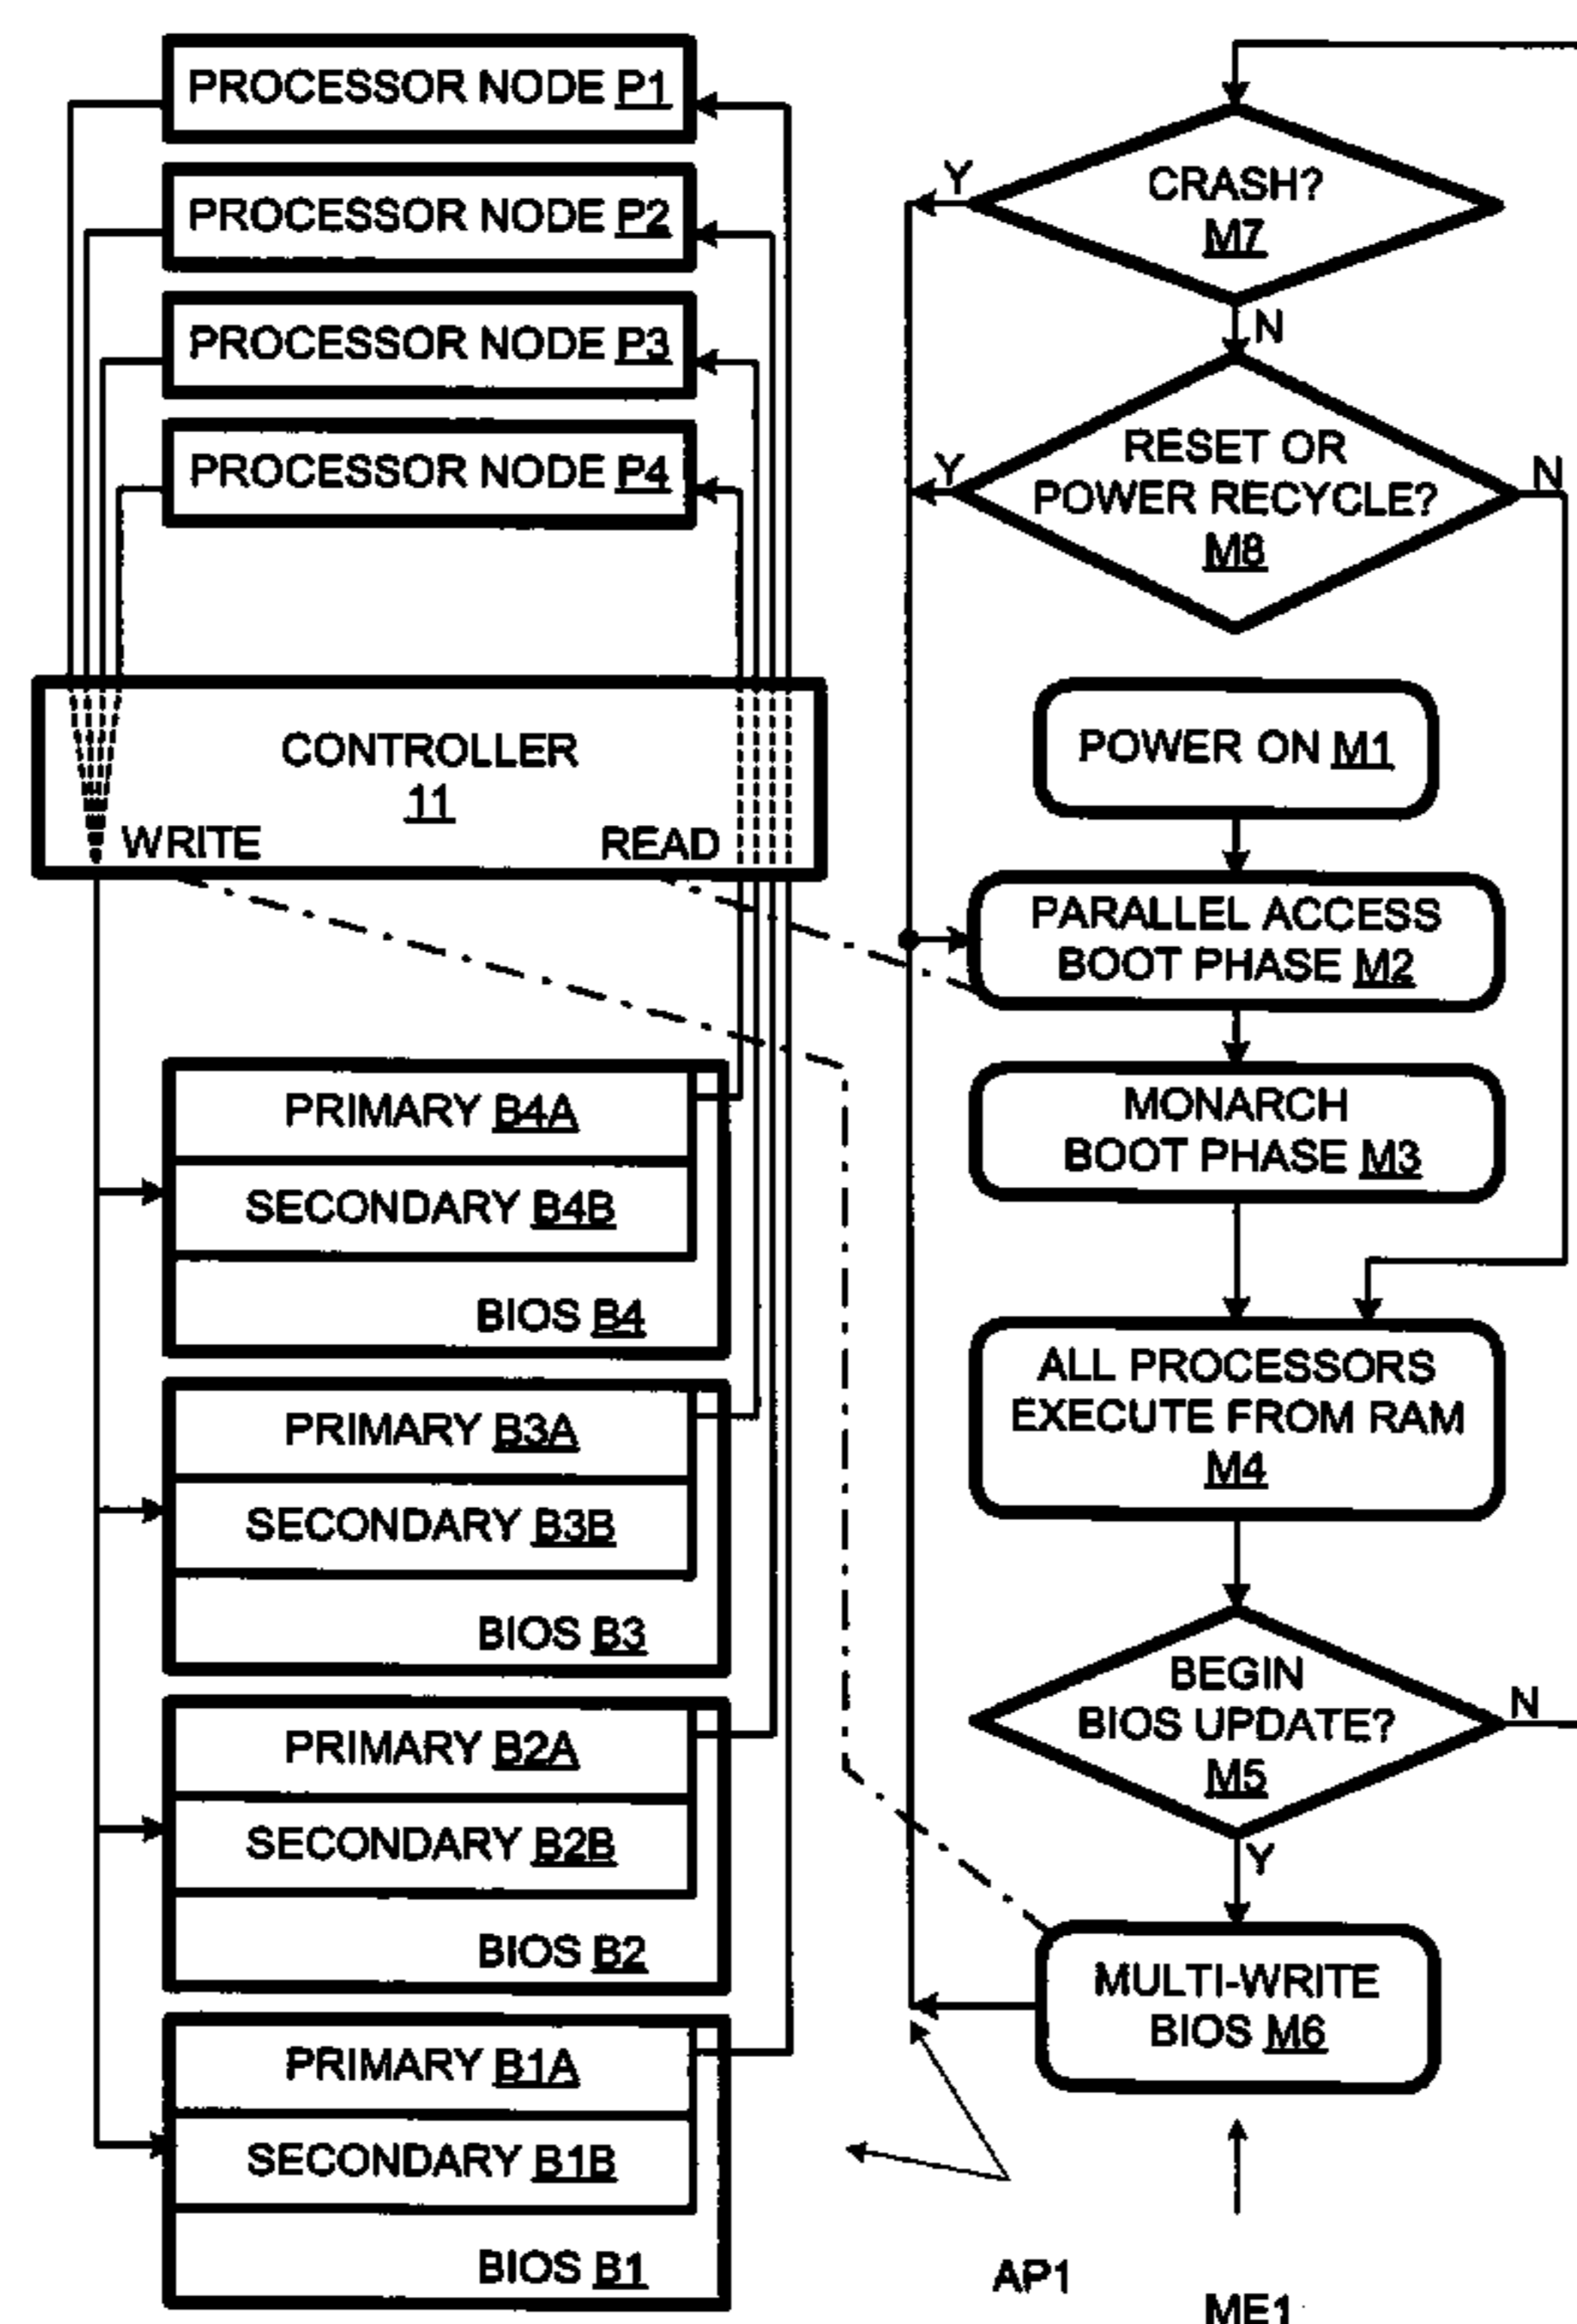 PROCESSOR NODE P1
PROCESSOR NODE P2
PROCESSOR NODE P3
PROCESSOR NODE P4
CONTROLLER
11
WRITE
READ
PRIMARY B4A
SECONDARY B4B
BIOS B4
PRIMARY B3A
SECONDARY B3B
BIOS B3
PRIMARY B2A
SECONDARY B2B
BIOS B2
PRIMARY B1A
SECONDARY B1B
BIOS B1
CRASH?
M7
Y
N
RESET OR
POWER RECYCLE?
M8
Y
N
POWER ON M1
PARALLEL ACCESS
BOOT PHASE M2
MONARCH
BOOT PHASE M3
ALL PROCESSORS
EXECUTE FROM RAM
M4
BEGIN
BIOS UPDATE?
M5
N
Y
MULTI-WRITE
BIOS M6
AP1
ME1